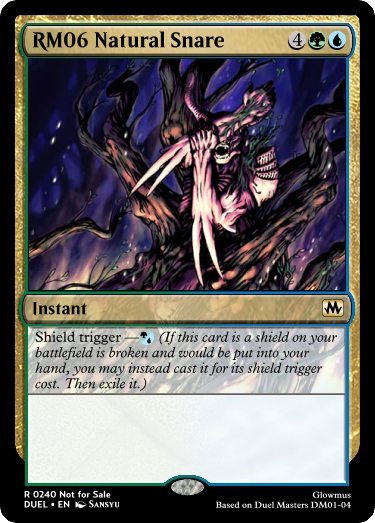 RM06 Natural Snare 4
Instant
Shield trigger — (If this card is a shield on your
battlefield is broken and would be put into your
hand, you may instead cast it for its shield trigger
cost. Then exile it.)
R 0240 Not for Sale
DUEL • EN Sansyu
Glowmus
Based on Duel Masters DM01-04